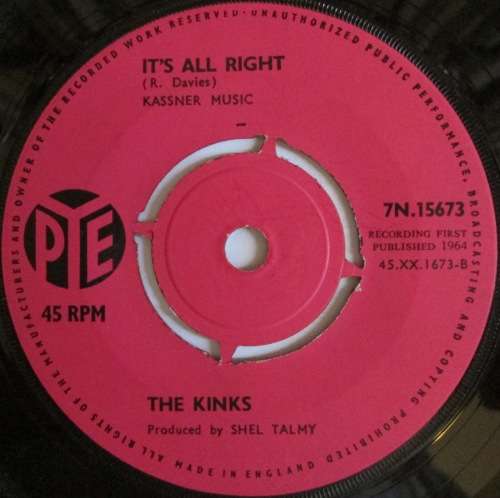 IT'S ALL RIGHT
(R. Davies)
KASSNER MUSIC
PYE
45 RPM
7N.15673
RECORDING FIRST
PUBLISHED 1964
45.XX.1673-B
THE KINKS
Produced by SHEL TALMY
ALL RIGHTS OF THE MANUFACTURERS AND OWNER OF THE RECORDED WORK RESERVED·UNAUTHORIZED PUBLIC PERFORMANCE, BROADCASTING AND COPYING PROHIBITED
MADE IN ENGLAND